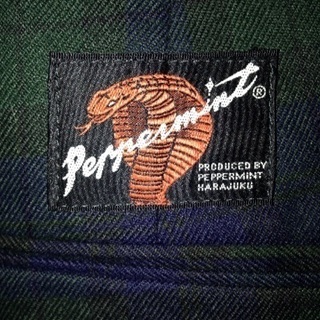 Peppermint®
PRODUCED BY
PEPPERMINT
HARAJUKU